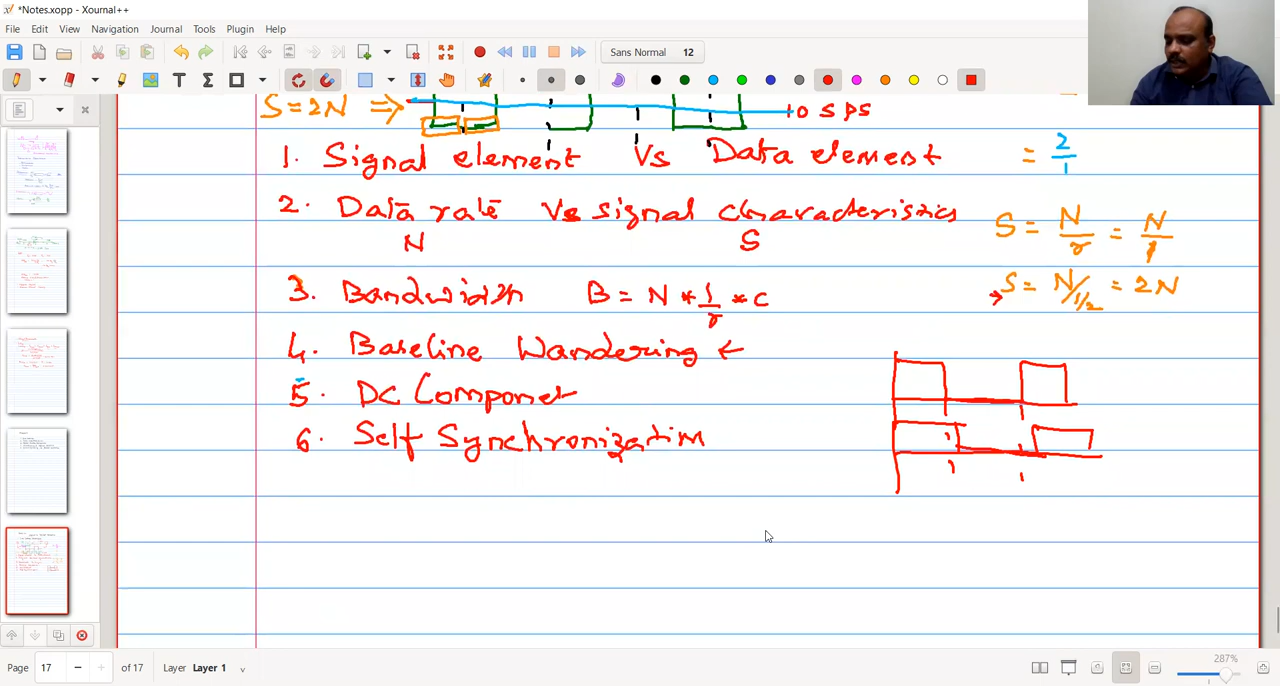 *Notes.xopp - Xournal++
File Edit View Navigation Journal Tools Plugin Help
Sans Normal 12
S = 2N ⇒
10 sps
1. Signal element Vs Data element
= 2/1
2. Data rate Vs signal characteristics
N S
S = N/r = N/1
S = N/1/2 = 2N
3. Bandwidth B = N * 1/r * c
4. Baseline Wandering ←
5. DC Componet
6. Self Synchronization
Page 17 of 17 Layer Layer 1 287%